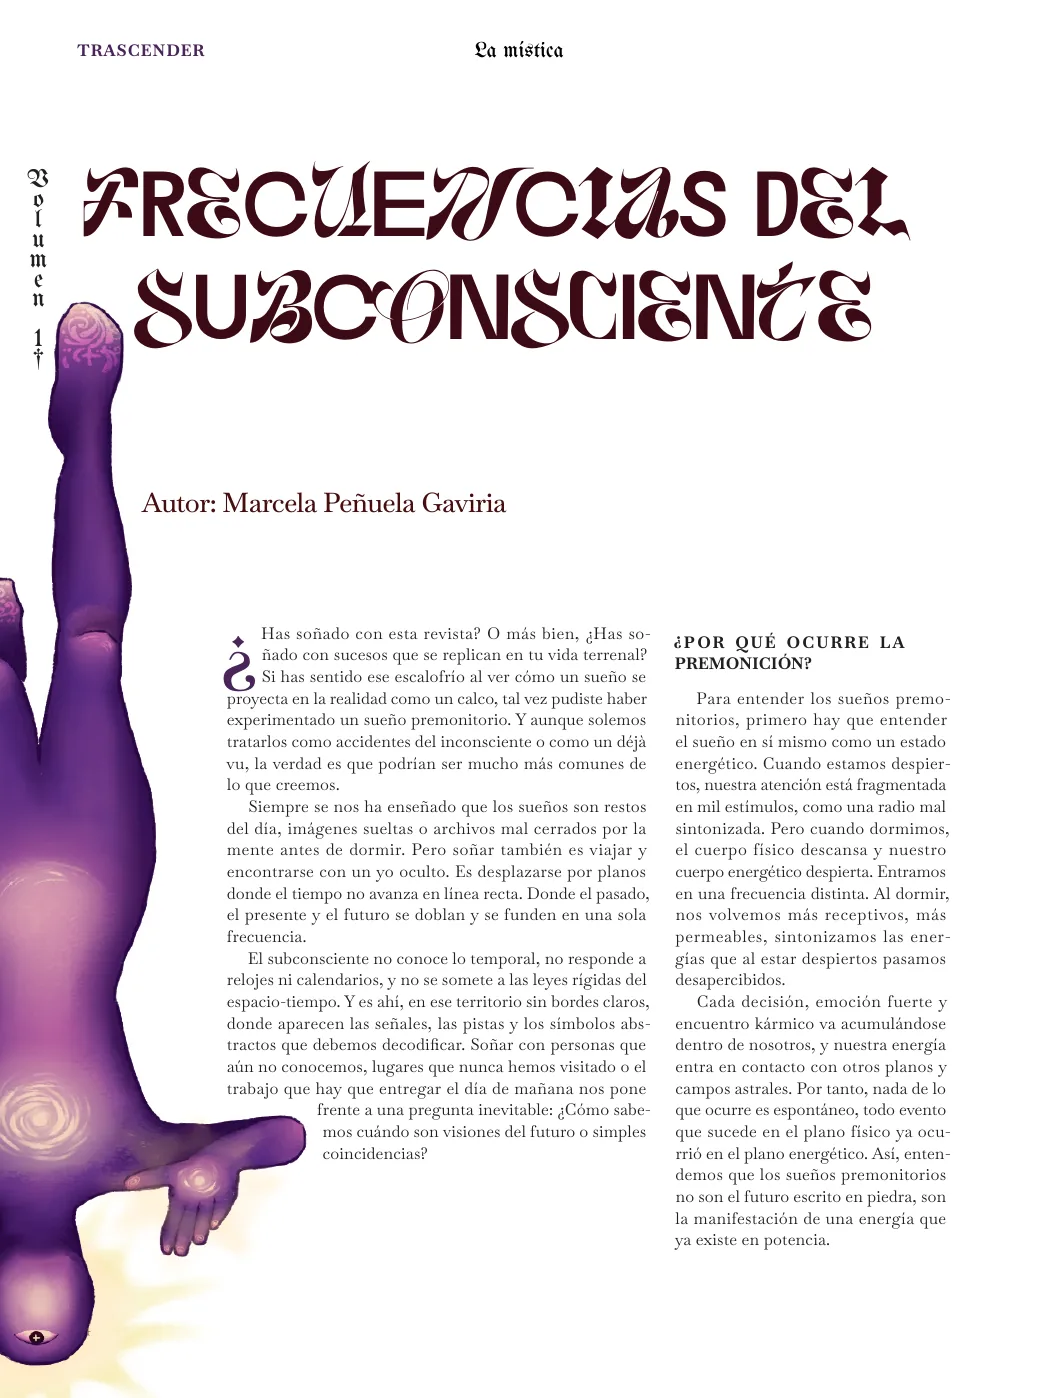 TRASCENDER
La mística
Volumen 1†
FRECUENCIAS DEL
SUBCONSCIENTE
Autor: Marcela Peñuela Gaviria
¿Has soñado con esta revista? O más bien, ¿Has so-
ñado con sucesos que se replican en tu vida terrenal?
Si has sentido ese escalofrío al ver cómo un sueño se
proyecta en la realidad como un calco, tal vez pudiste haber
experimentado un sueño premonitorio. Y aunque solemos
tratarlos como accidentes del inconsciente o como un déjà
vu, la verdad es que podrían ser mucho más comunes de
lo que creemos.
Siempre se nos ha enseñado que los sueños son restos
del día, imágenes sueltas o archivos mal cerrados por la
mente antes de dormir. Pero soñar también es viajar y
encontrarse con un yo oculto. Es desplazarse por planos
donde el tiempo no avanza en línea recta. Donde el pasado,
el presente y el futuro se doblan y se funden en una sola
frecuencia.
El subconsciente no conoce lo temporal, no responde a
relojes ni calendarios, y no se somete a las leyes rígidas del
espacio-tiempo. Y es ahí, en ese territorio sin bordes claros,
donde aparecen las señales, las pistas y los símbolos abs-
tractos que debemos decodificar. Soñar con personas que
aún no conocemos, lugares que nunca hemos visitado o el
trabajo que hay que entregar el día de mañana nos pone
frente a una pregunta inevitable: ¿Cómo sabe-
mos cuándo son visiones del futuro o simples
coincidencias?
¿POR QUÉ OCURRE LA
PREMONICIÓN?
Para entender los sueños premo-
nitorios, primero hay que entender
el sueño en sí mismo como un estado
energético. Cuando estamos despier-
tos, nuestra atención está fragmentada
en mil estímulos, como una radio mal
sintonizada. Pero cuando dormimos,
el cuerpo físico descansa y nuestro
cuerpo energético despierta. Entramos
en una frecuencia distinta. Al dormir,
nos volvemos más receptivos, más
permeables, sintonizamos las ener-
gías que al estar despiertos pasamos
desapercibidos.
Cada decisión, emoción fuerte y
encuentro kármico va acumulándose
dentro de nosotros, y nuestra energía
entra en contacto con otros planos y
campos astrales. Por tanto, nada de lo
que ocurre es espontáneo, todo evento
que sucede en el plano físico ya ocu-
rrió en el plano energético. Así, enten-
demos que los sueños premonitorios
no son el futuro escrito en piedra, son
la manifestación de una energía que
ya existe en potencia.